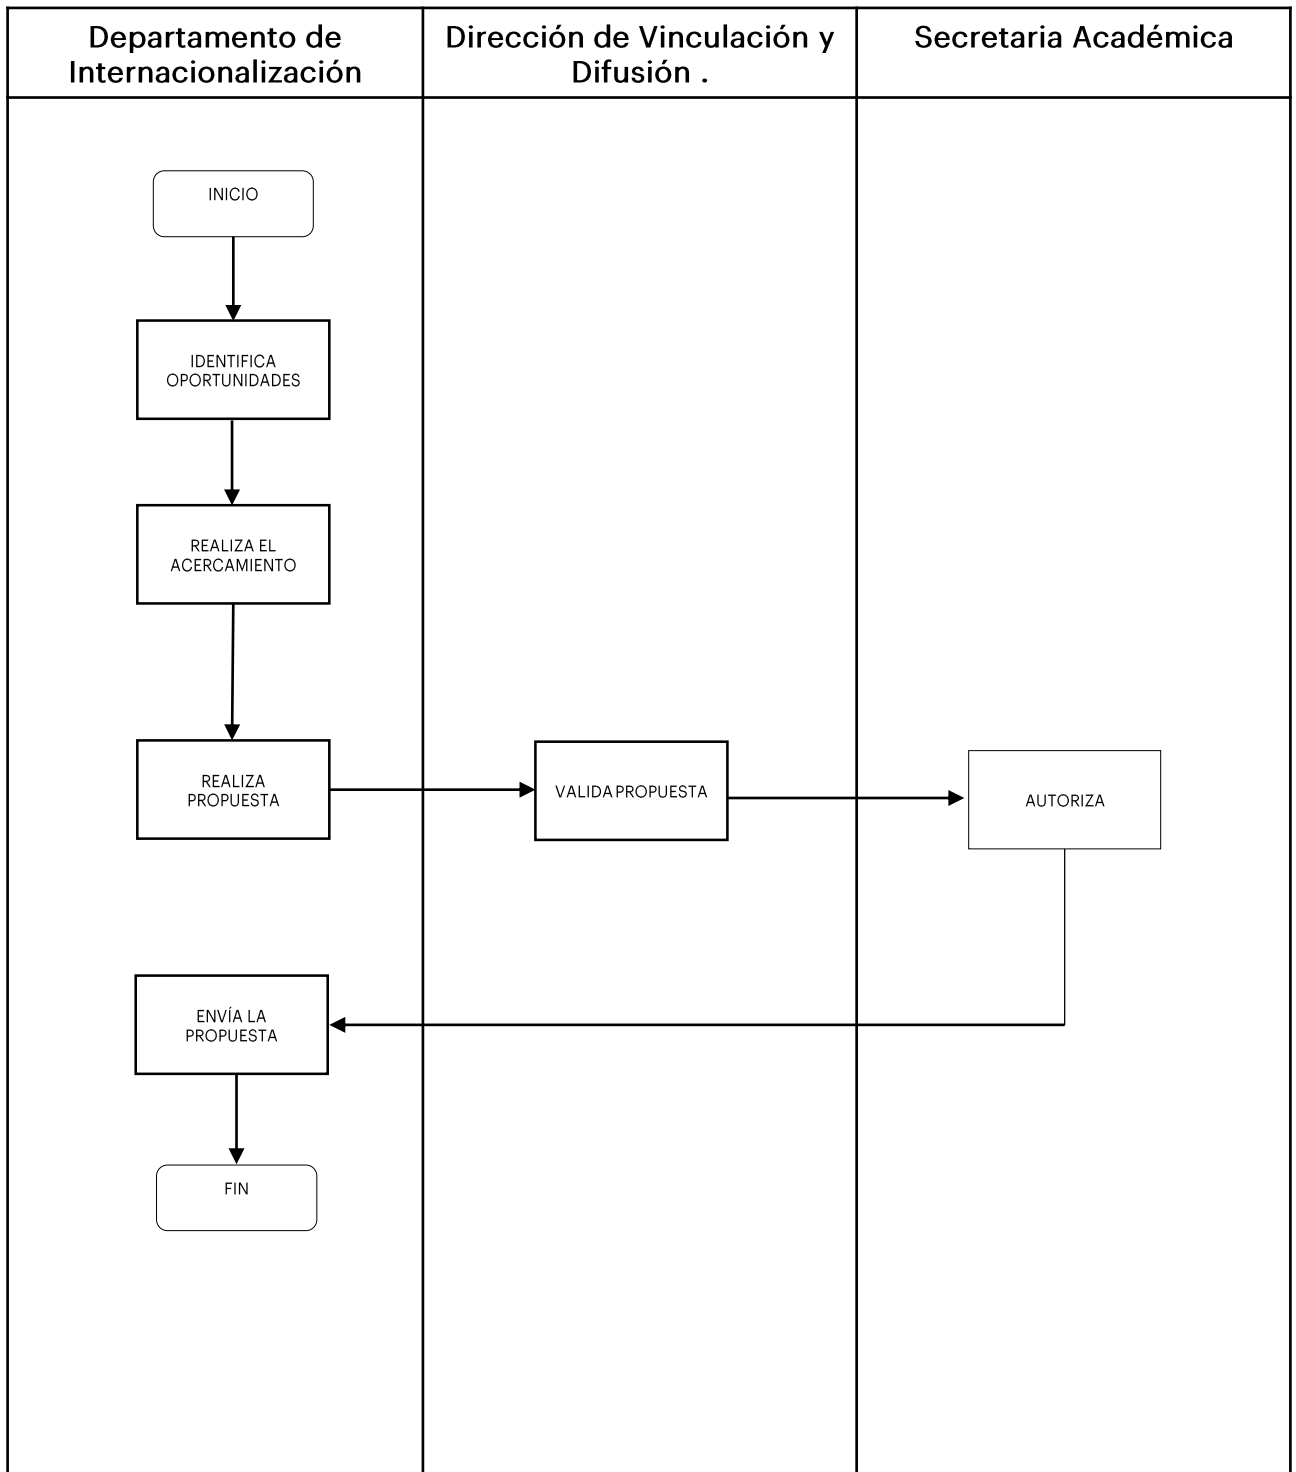 Departamento de
Internacionalización
Dirección de Vinculación y
Difusión .
Secretaria Académica
INICIO
IDENTIFICA
OPORTUNIDADES
REALIZA EL
ACERCAMIENTO
REALIZA
PROPUESTA
VALIDA PROPUESTA
AUTORIZA
ENVÍA LA
PROPUESTA
FIN